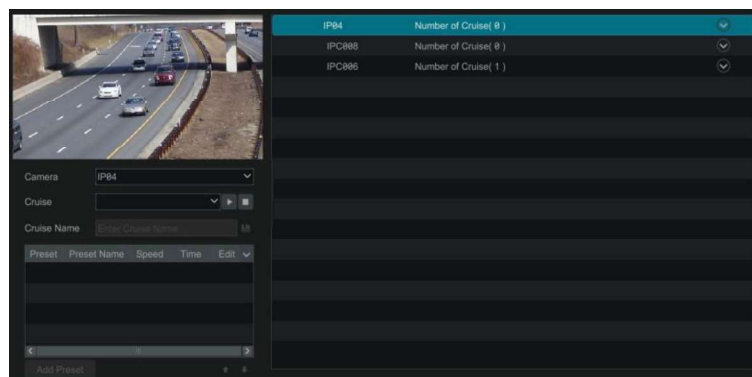 Camera IP04
Cruise
Cruise Name Enter Cruise Name
Preset Preset Name Speed Time Edit
Add Preset
IP04 Number of Cruise( 0 )
IPC008 Number of Cruise( 0 )
IPC006 Number of Cruise( 1 )